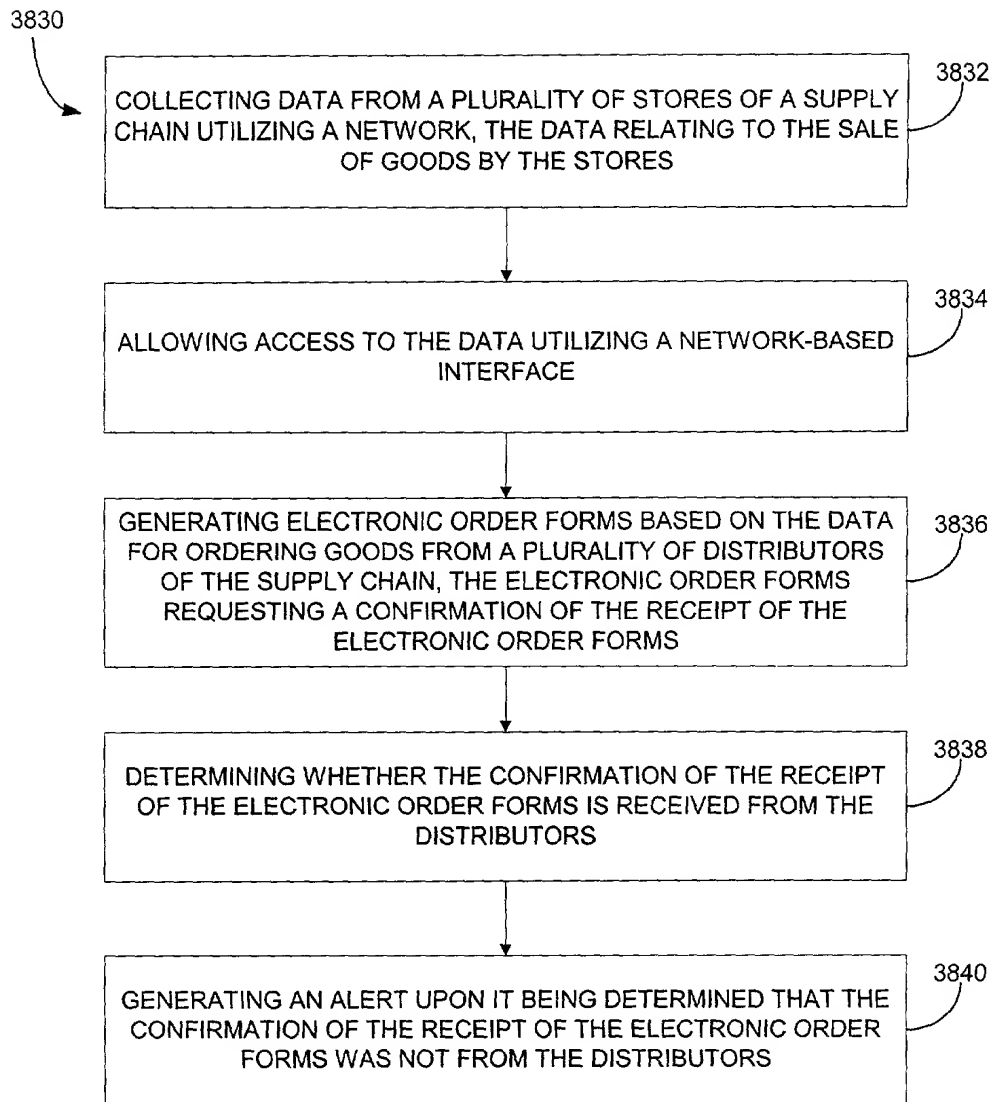 3830
3832
COLLECTING DATA FROM A PLURALITY OF STORES OF A SUPPLY
CHAIN UTILIZING A NETWORK, THE DATA RELATING TO THE SALE
OF GOODS BY THE STORES
3834
ALLOWING ACCESS TO THE DATA UTILIZING A NETWORK-BASED
INTERFACE
3836
GENERATING ELECTRONIC ORDER FORMS BASED ON THE DATA
FOR ORDERING GOODS FROM A PLURALITY OF DISTRIBUTORS
OF THE SUPPLY CHAIN, THE ELECTRONIC ORDER FORMS
REQUESTING A CONFIRMATION OF THE RECEIPT OF THE
ELECTRONIC ORDER FORMS
3838
DETERMINING WHETHER THE CONFIRMATION OF THE RECEIPT
OF THE ELECTRONIC ORDER FORMS IS RECEIVED FROM THE
DISTRIBUTORS
3840
GENERATING AN ALERT UPON IT BEING DETERMINED THAT THE
CONFIRMATION OF THE RECEIPT OF THE ELECTRONIC ORDER
FORMS WAS NOT FROM THE DISTRIBUTORS